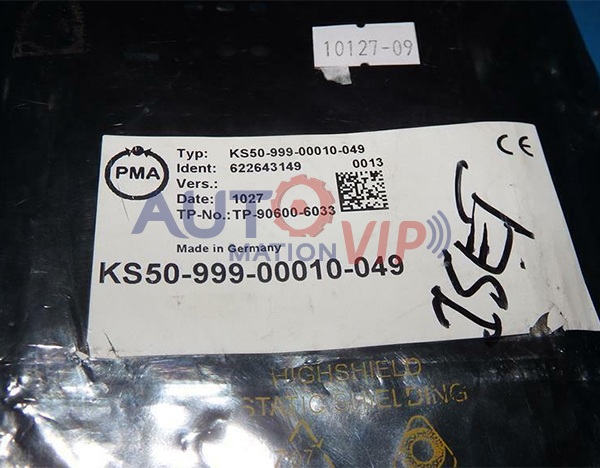 10127-09
PMA
Typ: KS50-999-00010-049
Ident: 622643149 0013
Vers.:
Date: 1027
TP-No.: TP-90600-6033
Made in Germany
CE
AUTOMATION VIP
KS50-999-00010-049
HIGHSHIELD
STATIC SHIELDING